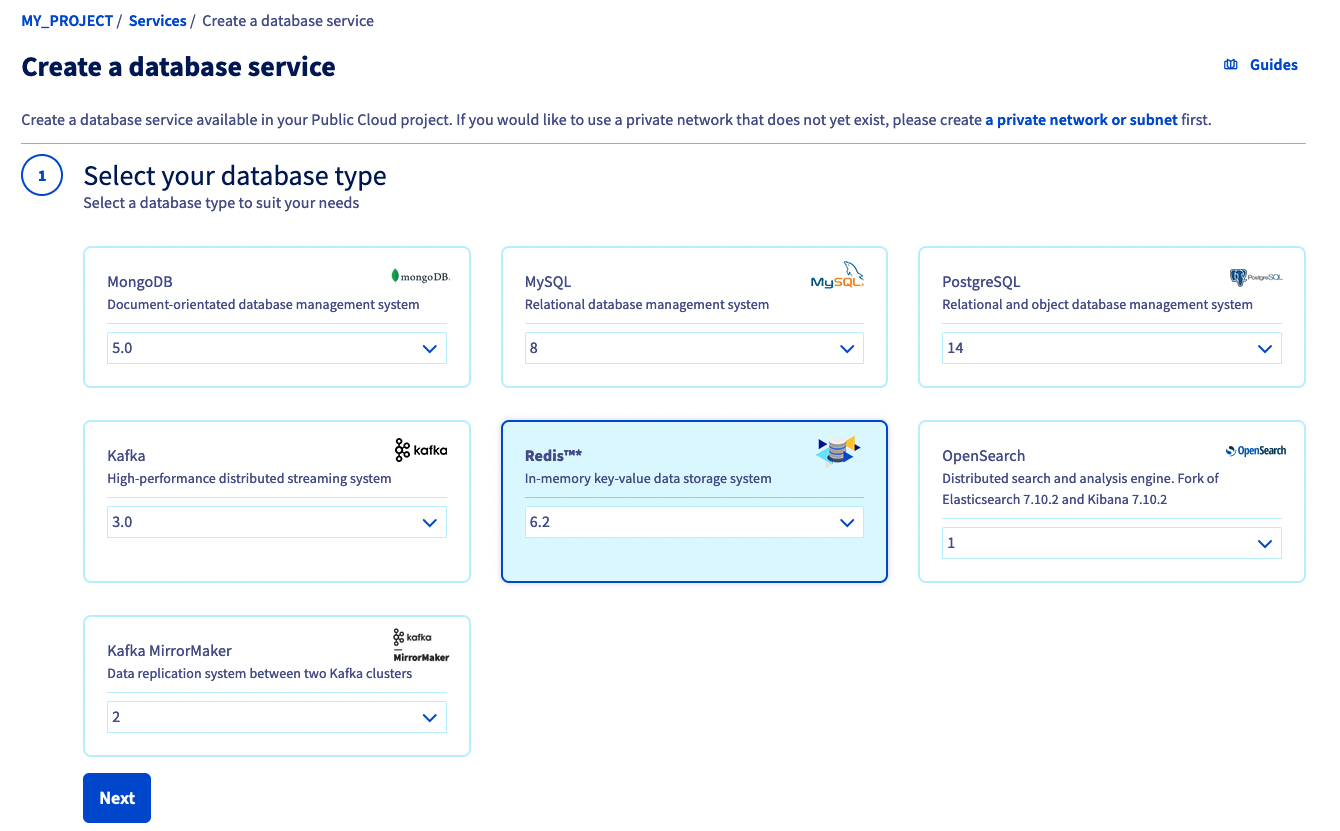 MY_PROJECT / Services / Create a database service
Create a database service
Guides
Create a database service available in your Public Cloud project. If you would like to use a private network that does not yet exist, please create a private network or subnet first.
1
Select your database type
Select a database type to suit your needs
MongoDB
mongoDB.
Document-orientated database management system
5.0
MySQL
MySQL
Relational database management system
8
PostgreSQL
PostgreSQL
Relational and object database management system
14
Kafka
kafka
High-performance distributed streaming system
3.0
Redis™*
In-memory key-value data storage system
6.2
OpenSearch
OpenSearch
Distributed search and analysis engine. Fork of
Elasticsearch 7.10.2 and Kibana 7.10.2
1
Kafka MirrorMaker
kafka
MirrorMaker
Data replication system between two Kafka clusters
2
Next